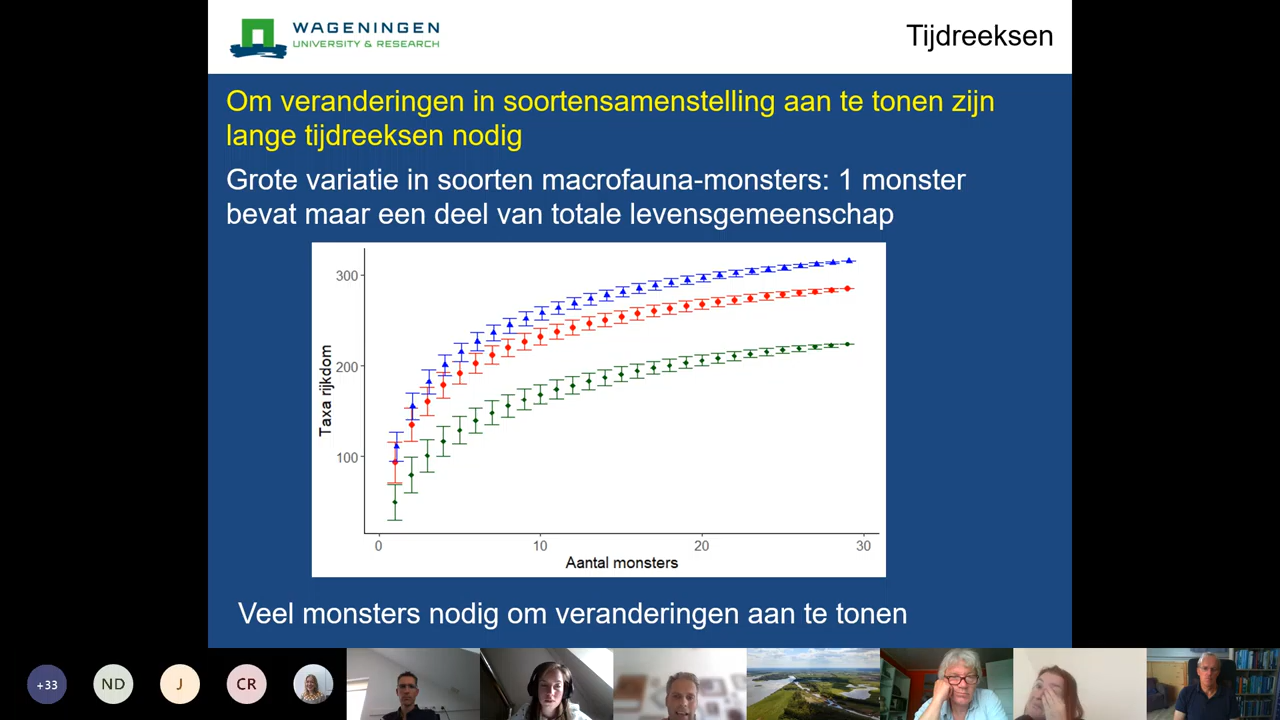 WAGENINGEN
UNIVERSITY & RESEARCH
Tijdreeksen
Om veranderingen in soortensamenstelling aan te tonen zijn
lange tijdreeksen nodig
Grote variatie in soorten macrofauna-monsters: 1 monster
bevat maar een deel van totale levensgemeenschap
Taxa rijkdom
300
200
100
0
10
20
30
Aantal monsters
Veel monsters nodig om veranderingen aan te tonen
+33
ND
J
CR